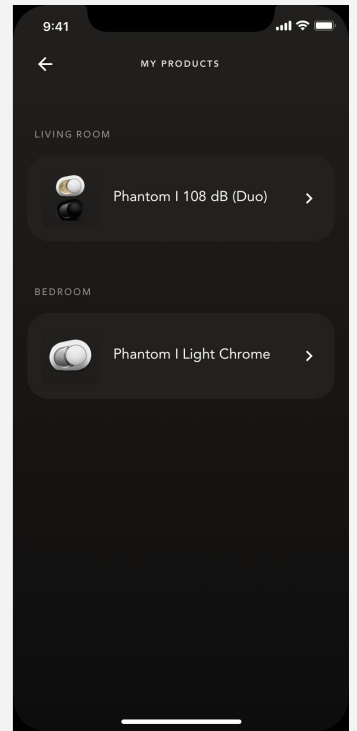 9:41
MY PRODUCTS
LIVING ROOM
Phantom I 108 dB (Duo)
BEDROOM
Phantom I Light Chrome